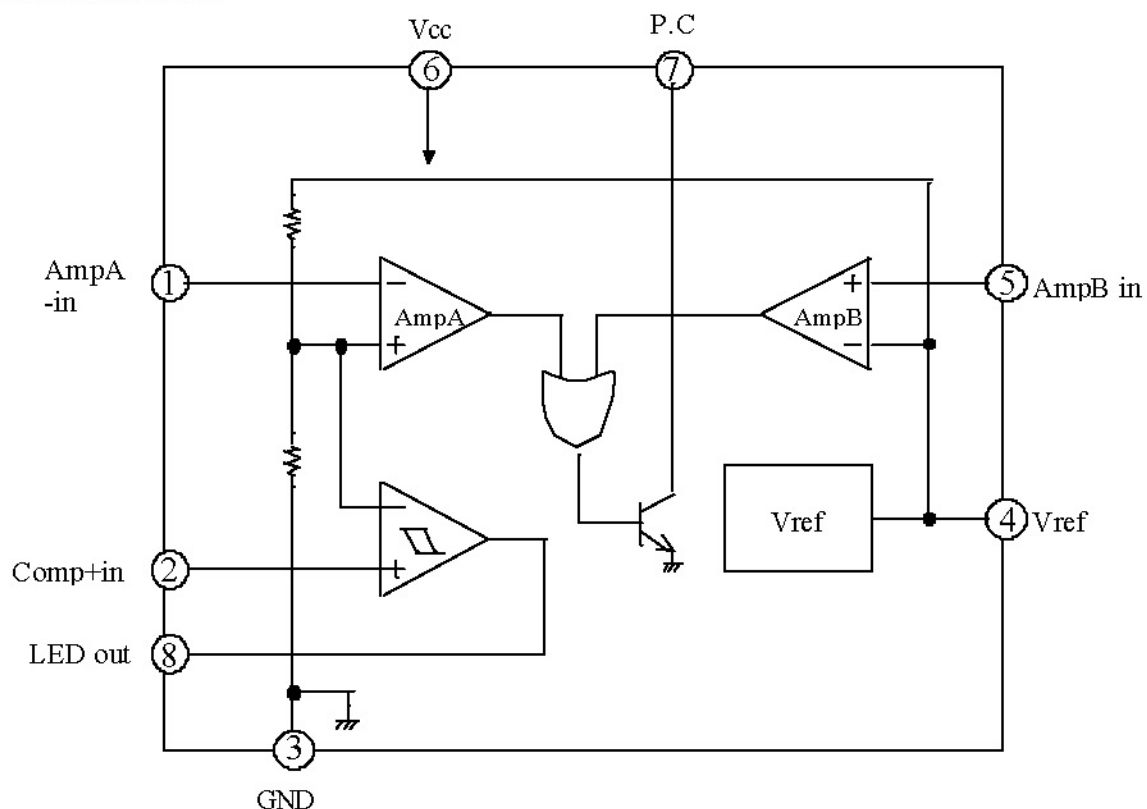 Vcc
P.C
6
7
AmpA
-in
1
−
AmpA
+
+
AmpB
−
5
AmpB in
−
+
Vref
4
Vref
Comp+in
2
LED out
8
3
GND